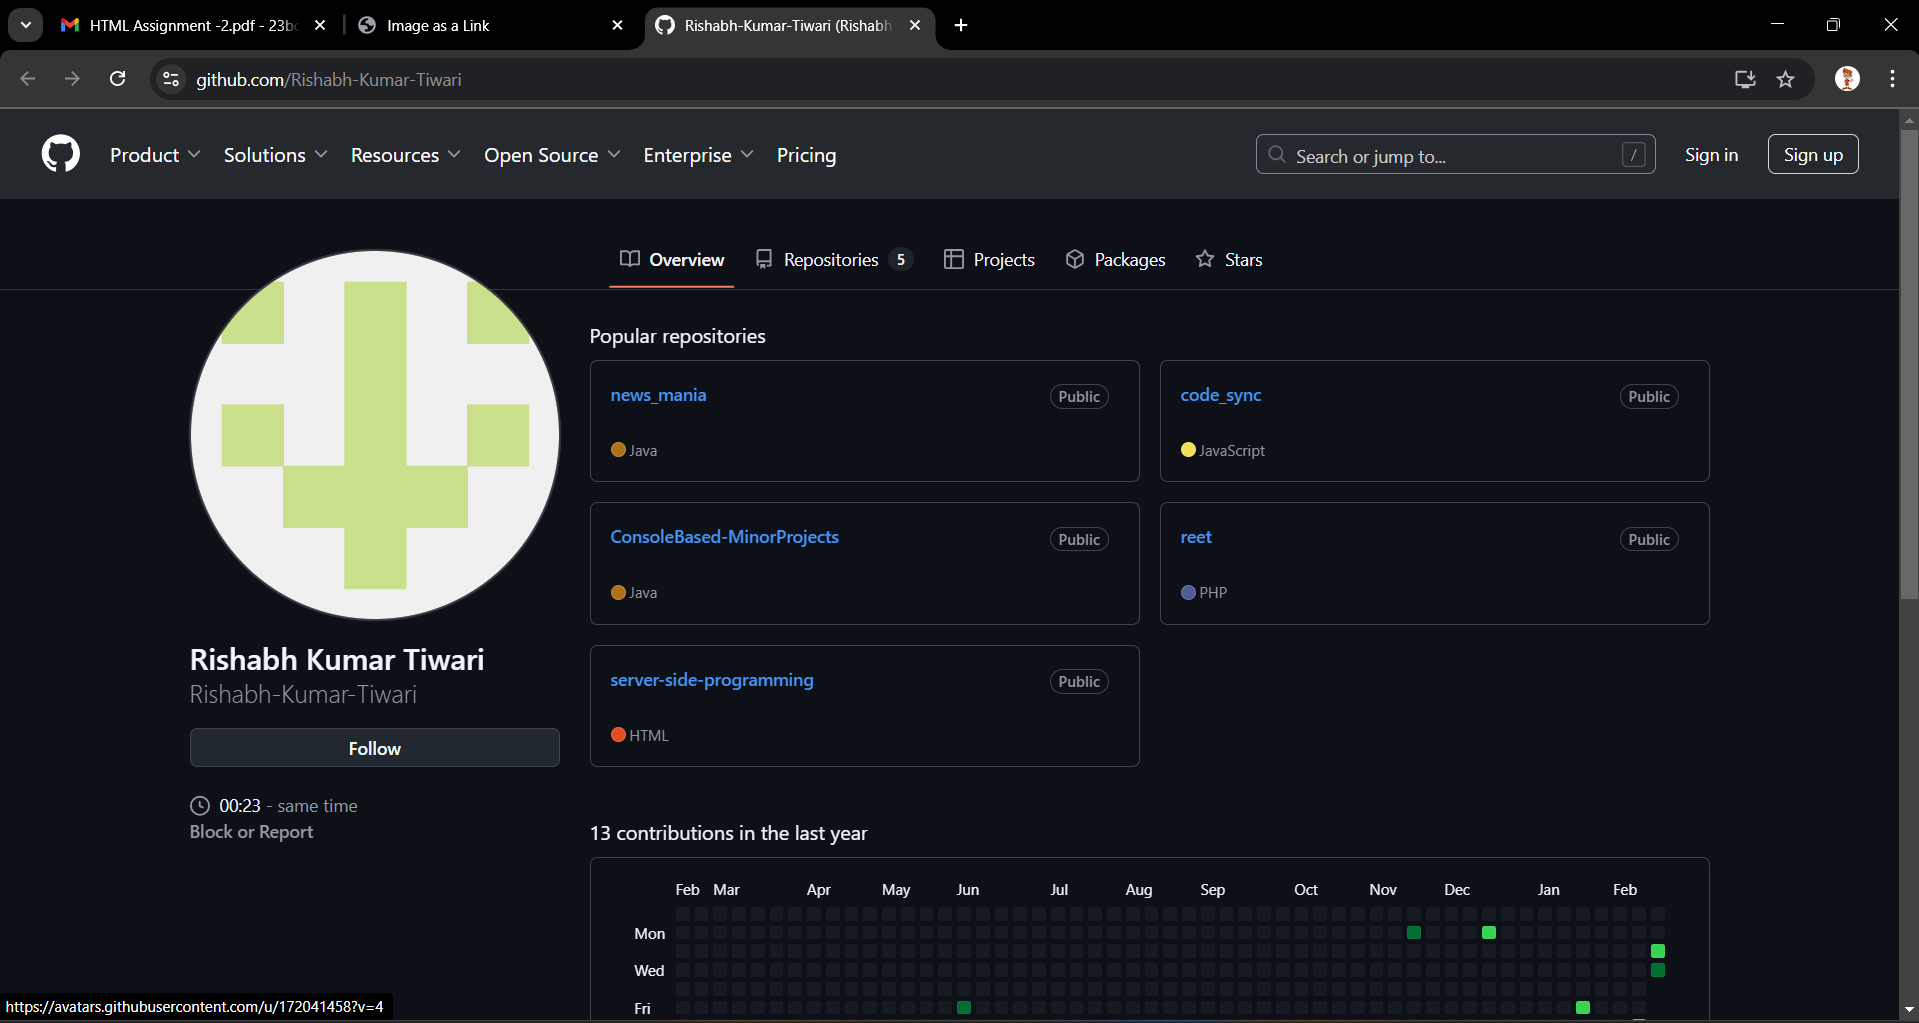 HTML Assignment -2.pdf - 23bc
Image as a Link
Rishabh-Kumar-Tiwari (Rishabh
github.com/Rishabh-Kumar-Tiwari
Product Solutions Resources Open Source Enterprise Pricing
Search or jump to... /
Sign in
Sign up
Overview Repositories 5 Projects Packages Stars
Popular repositories
news_mania Public
Java
code_sync Public
JavaScript
ConsoleBased-MinorProjects Public
Java
reet Public
PHP
server-side-programming Public
HTML
Rishabh Kumar Tiwari
Rishabh-Kumar-Tiwari
Follow
00:23 - same time
Block or Report
13 contributions in the last year
Feb Mar Apr May Jun Jul Aug Sep Oct Nov Dec Jan Feb
Mon
Wed
Fri
https://avatars.githubusercontent.com/u/172041458?v=4